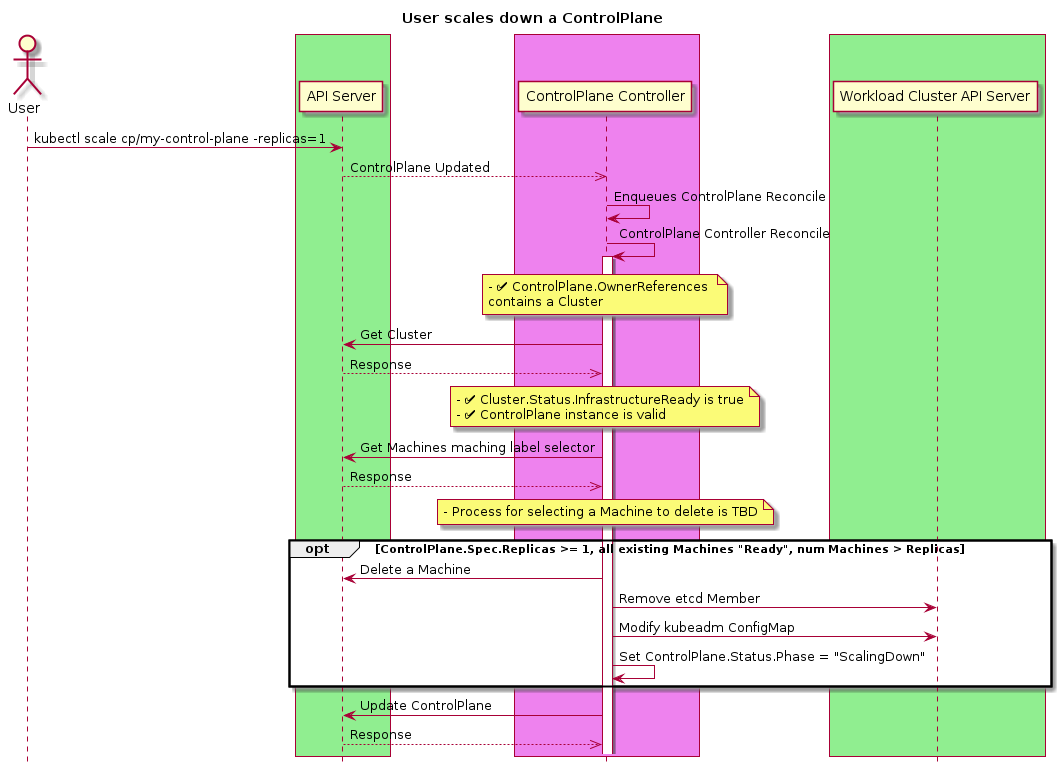 User scales down a ControlPlane
User
API Server
ControlPlane Controller
Workload Cluster API Server
kubectl scale cp/my-control-plane -replicas=1
ControlPlane Updated
Enqueues ControlPlane Reconcile
ControlPlane Controller Reconcile
- ✔ ControlPlane.OwnerReferences
contains a Cluster
Get Cluster
Response
- ✔ Cluster.Status.InfrastructureReady is true
- ✔ ControlPlane instance is valid
Get Machines maching label selector
Response
- Process for selecting a Machine to delete is TBD
opt [ControlPlane.Spec.Replicas >= 1, all existing Machines "Ready", num Machines > Replicas]
Delete a Machine
Remove etcd Member
Modify kubeadm ConfigMap
Set ControlPlane.Status.Phase = "ScalingDown"
Update ControlPlane
Response